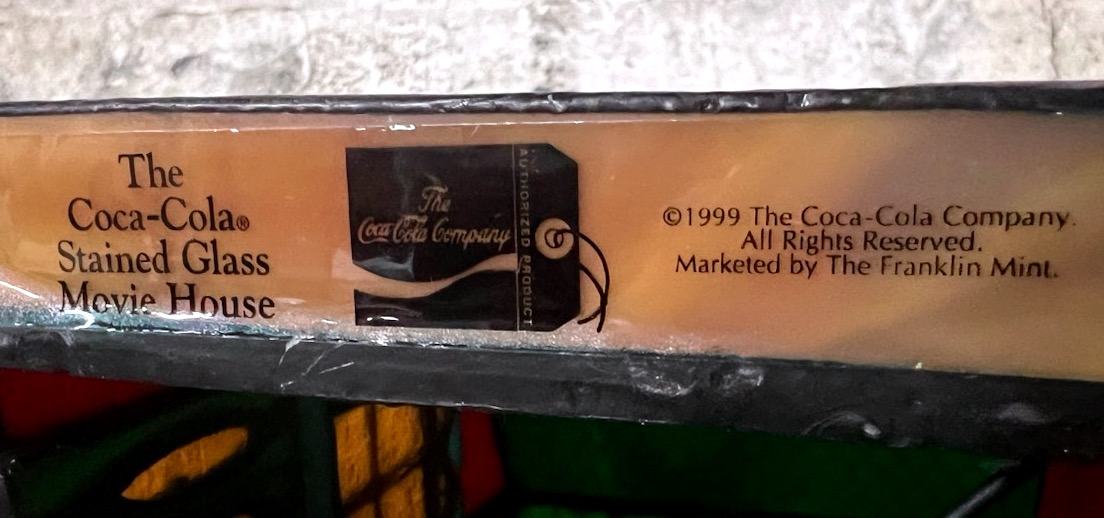 The
Coca-Cola®
Stained Glass
Movie House
The
Coca-Cola Company
AUTHORIZED PRODUCT
©1999 The Coca-Cola Company.
All Rights Reserved.
Marketed by The Franklin Mint.